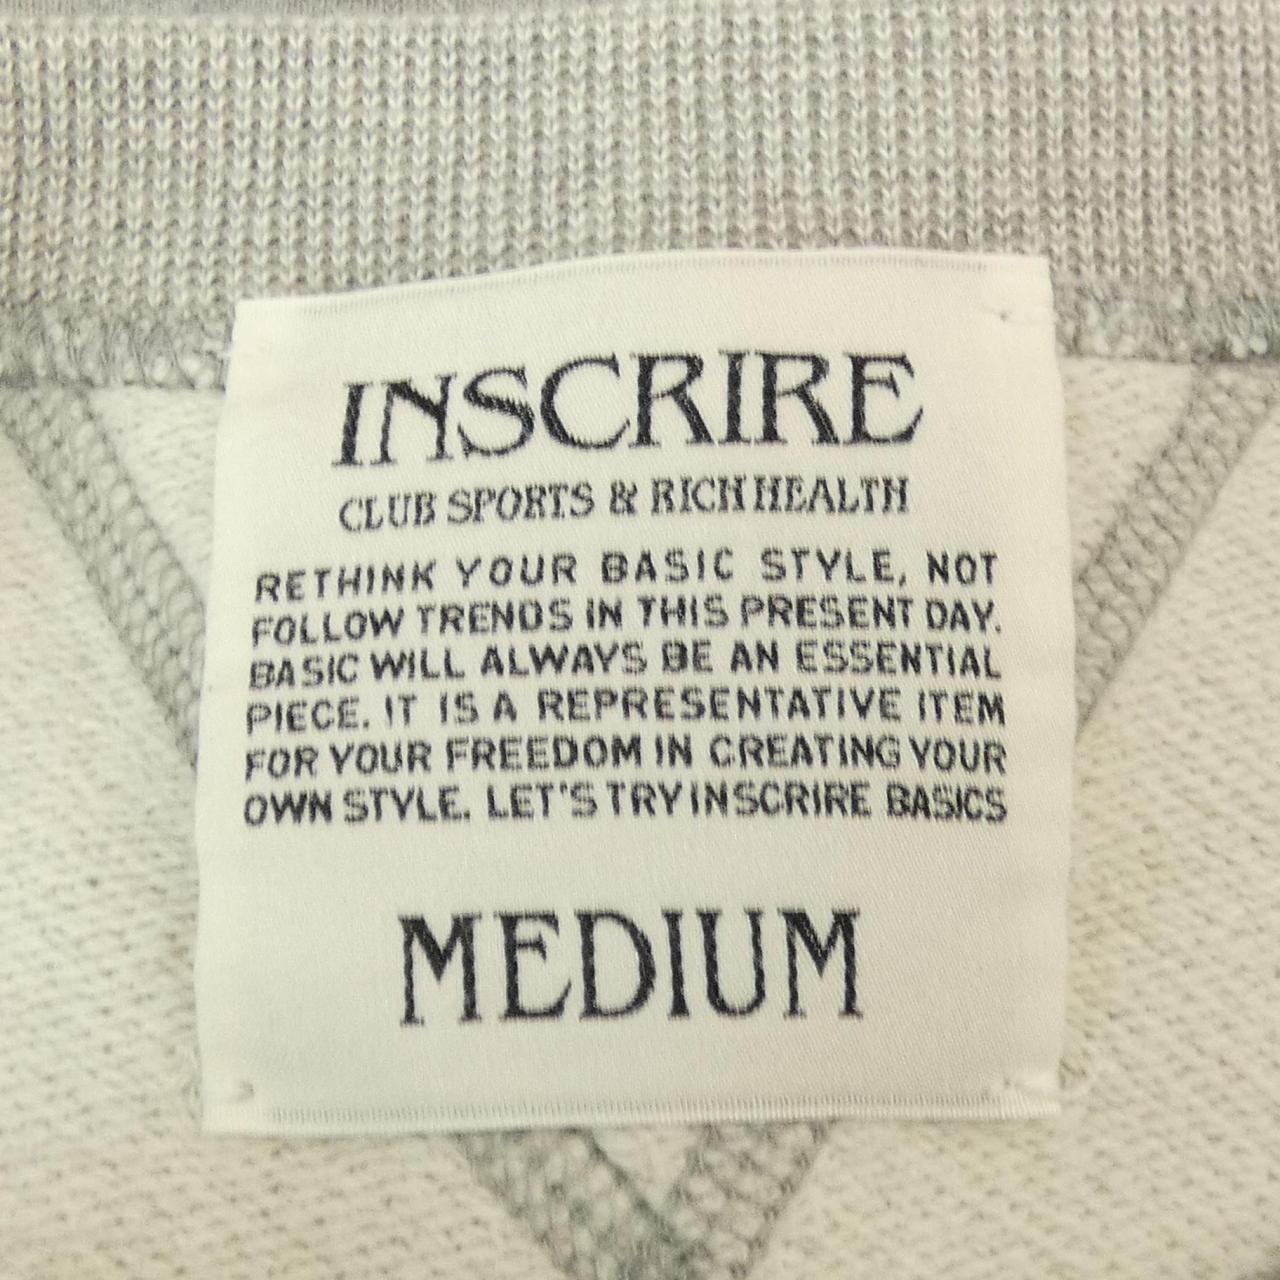 INSCRIRE
CLUB SPORTS & RICH HEALTH
RETHINK YOUR BASIC STYLE, NOT
FOLLOW TRENDS IN THIS PRESENT DAY.
BASIC WILL ALWAYS BE AN ESSENTIAL
PIECE. IT IS A REPRESENTATIVE ITEM
FOR YOUR FREEDOM IN CREATING YOUR
OWN STYLE. LET'S TRY INSCRIRE BASICS
MEDIUM